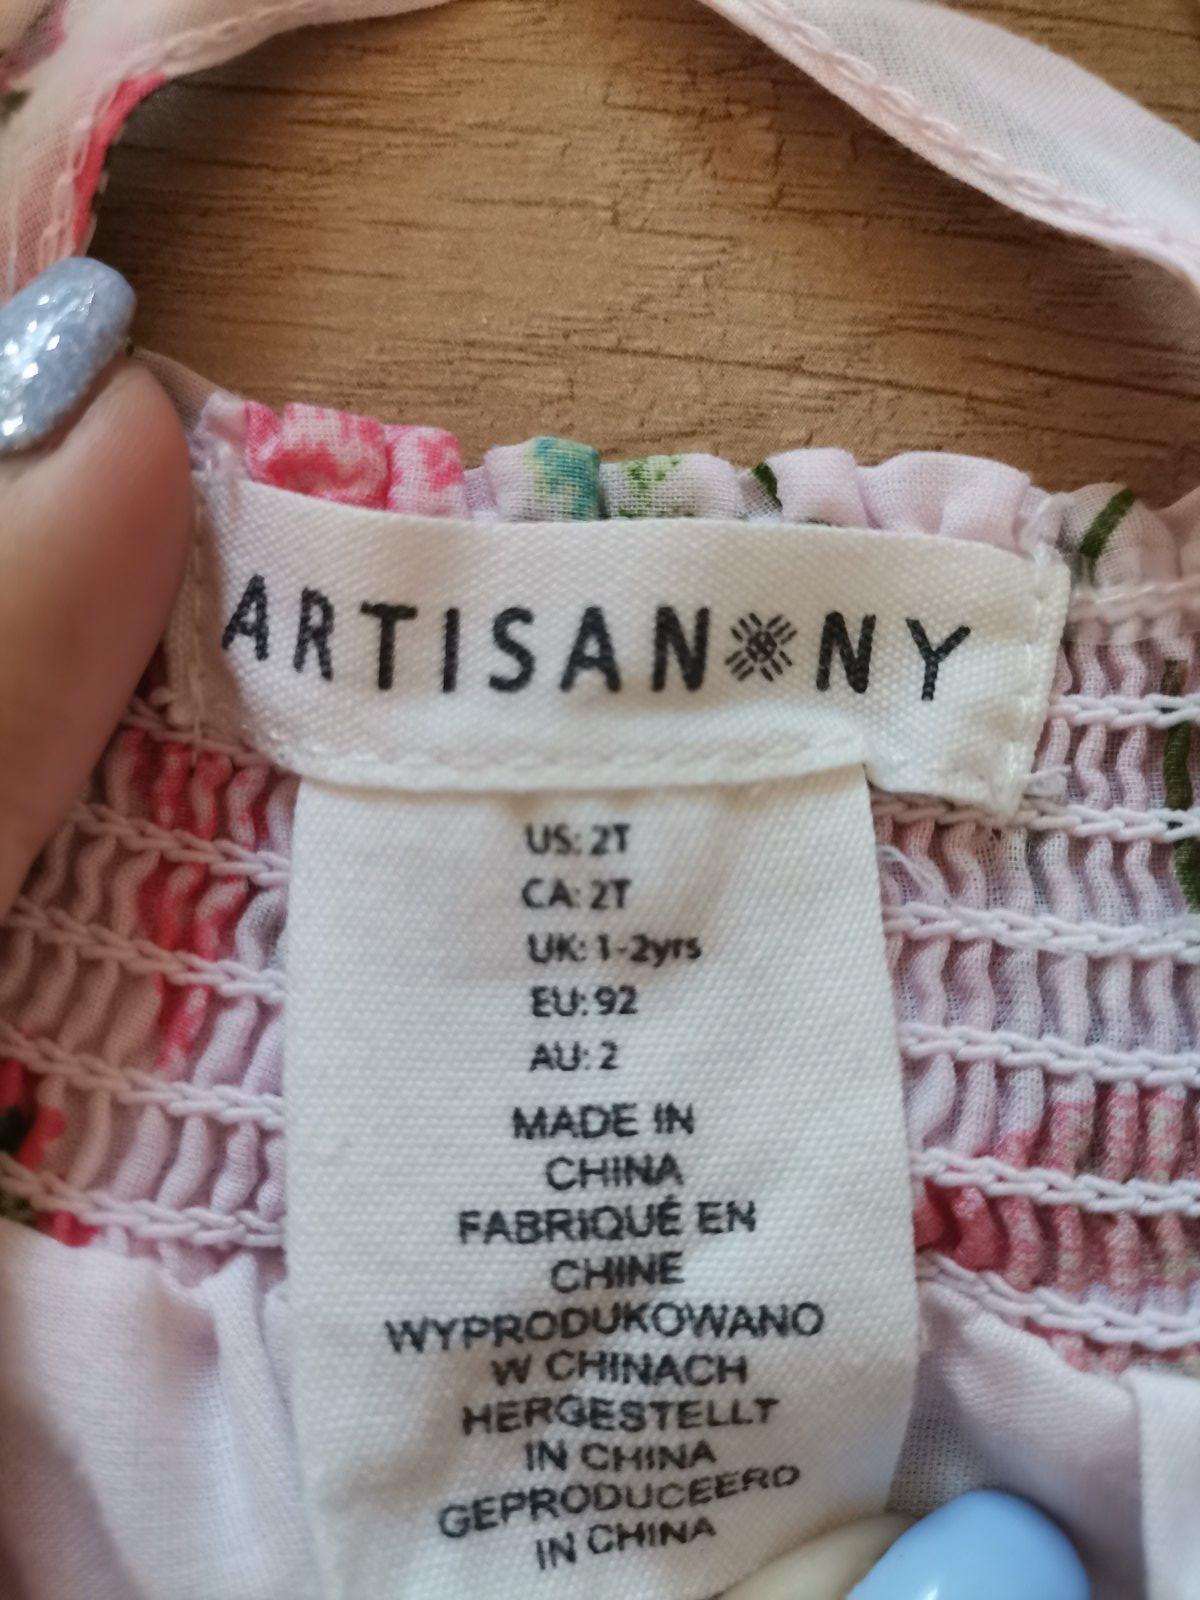 ARTISAN NY
US: 2T
CA: 2T
UK: 1-2yrs
EU: 92
AU: 2
MADE IN
CHINA
FABRIQUÉ EN
CHINE
WYPRODUKOWANO
W CHINACH
HERGESTELLT
IN CHINA
GEPRODUCEERD
IN CHINA